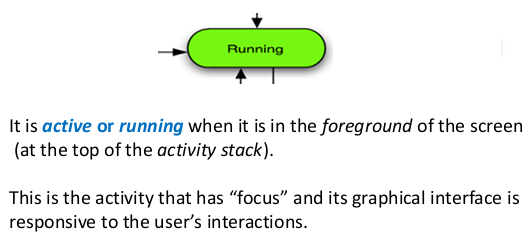 Running
It is active or running when it is in the foreground of the screen
(at the top of the activity stack).
This is the activity that has “focus” and its graphical interface is
responsive to the user’s interactions.